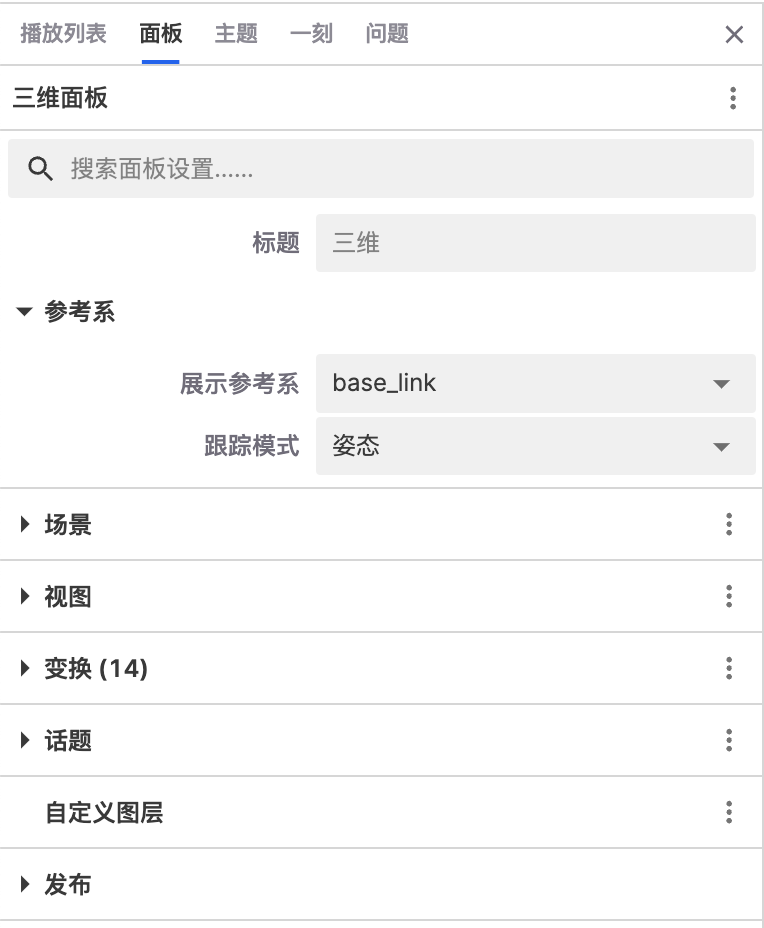 播放列表 面板 主题 一刻 问题
三维面板
搜索面板设置......
标题 三维
参考系
展示参考系 base_link
跟踪模式 姿态
场景
视图
变换 (14)
话题
自定义图层
发布